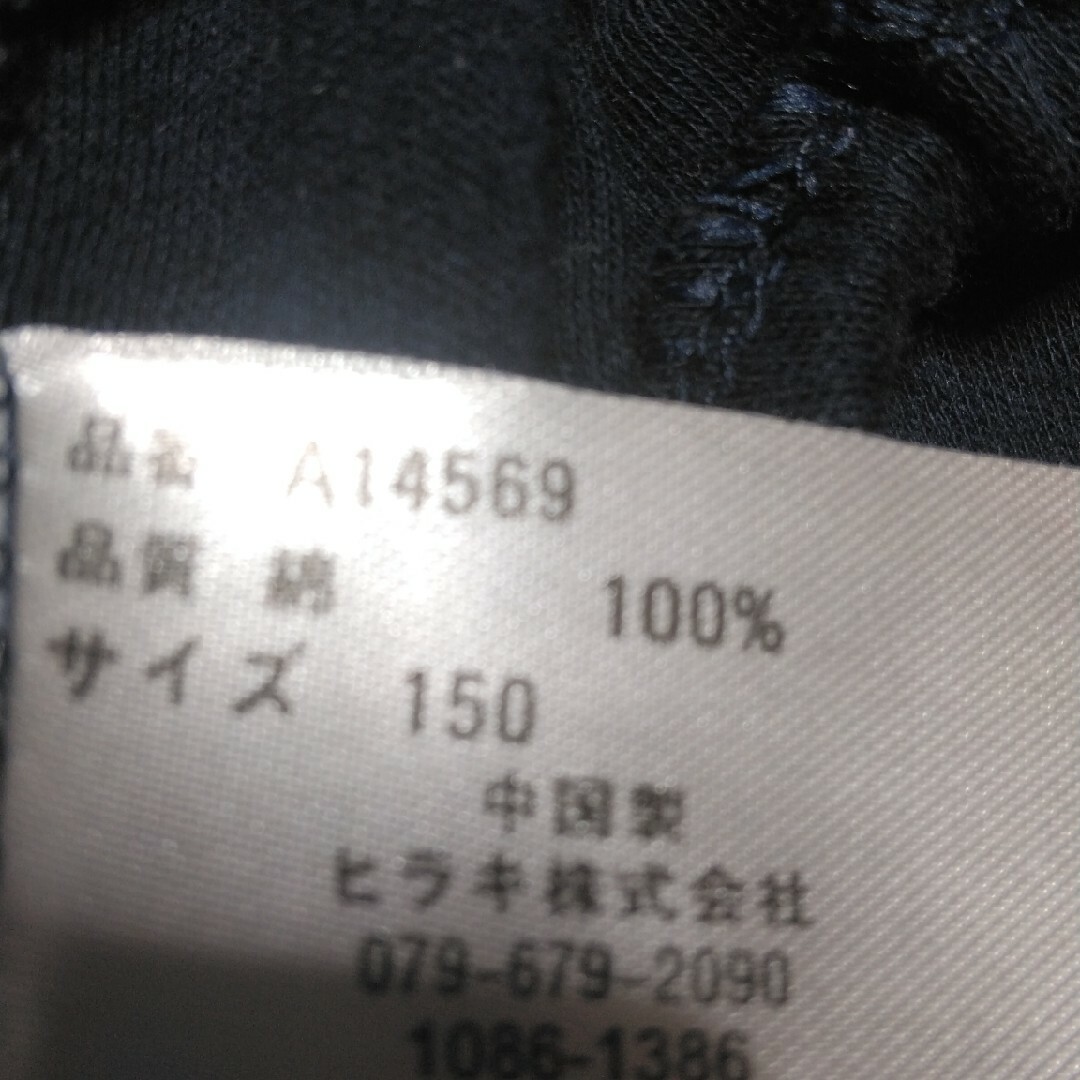 品番 A14569
品質 綿 100%
サイズ 150
中国製
ヒラキ株式会社
079-679-2090
1086-1386